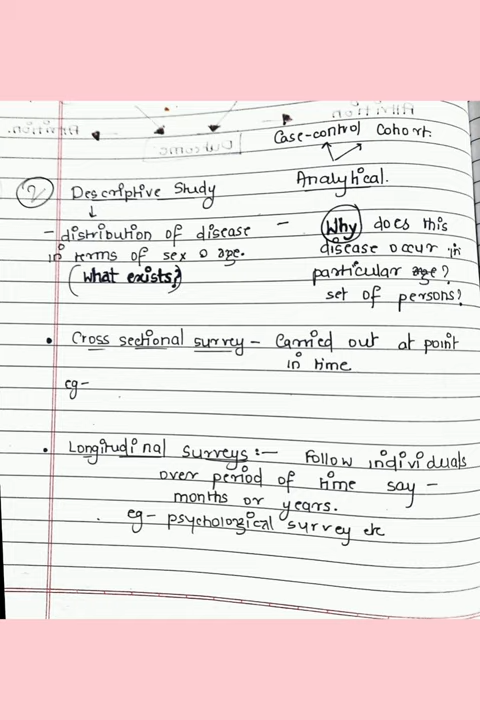 Case-control Cohort.
Analytical.
2 Descriptive Study
- distribution of disease
in terms of sex & age.
(what exists?)
- Why does this
disease occur in
particular age?
set of persons?
• Cross sectional survey - Carried out at point
in time
eg-
• Longitudinal surveys:- Follow individuals
over period of time say -
months or years.
eg- psychological survey etc